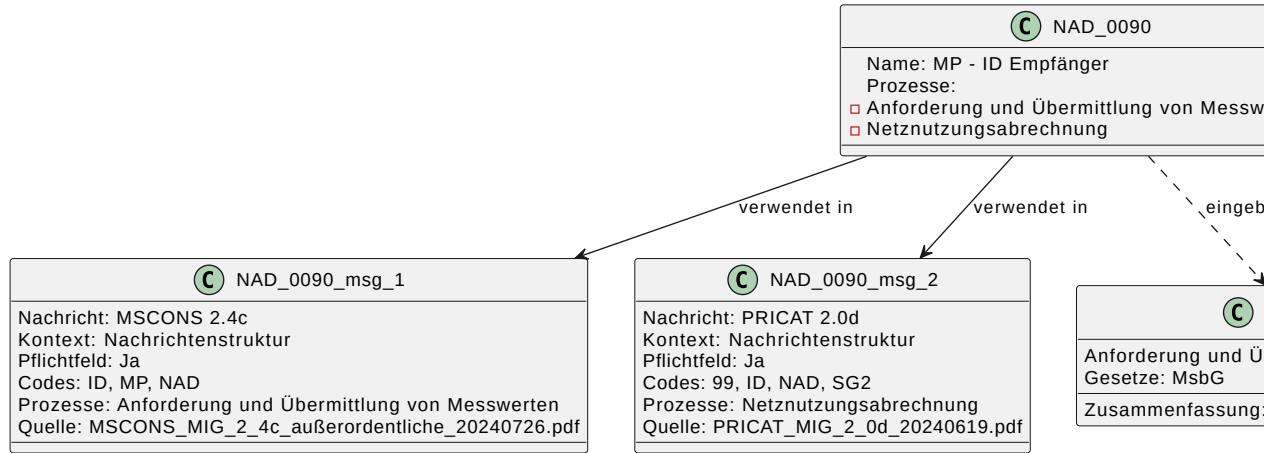 C NAD_0090
Name: MP - ID Empfänger
Prozesse:
Anforderung und Übermittlung von
Netznutzungsabrechnung
verwendet in
verwendet in
C NAD_0090_msg_1
Nachricht: MSCONS 2.4c
Kontext: Nachrichtenstruktur
Pflichtfeld: Ja
Codes: ID, MP, NAD
Prozesse: Anforderung und Übermittlung von Messwerten
Quelle: MSCONS_MIG_2_4c_außerordentliche_20240726.pdf
C NAD_0090_msg_2
Nachricht: PRICAT 2.0d
Kontext: Nachrichtenstruktur
Pflichtfeld: Ja
Codes: 99, ID, NAD, SG2
Prozesse: Netznutzungsabrechnung
Quelle: PRICAT_MIG_2_0d_20240619.pdf
C
Anforderung und
Gesetze: MsbG
Zusammenfassung: